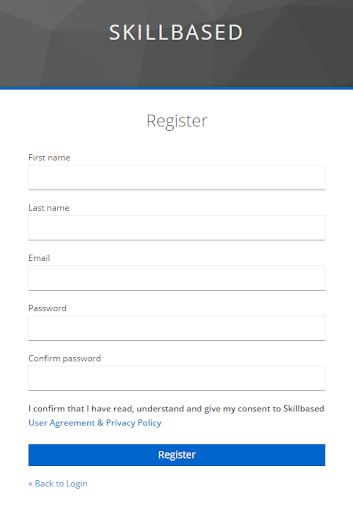 SKILLBASED
Register
First name
Last name
Email
Password
Confirm password
I confirm that I have read, understand and give my consent to Skillbased
User Agreement & Privacy Policy
Register
« Back to Login